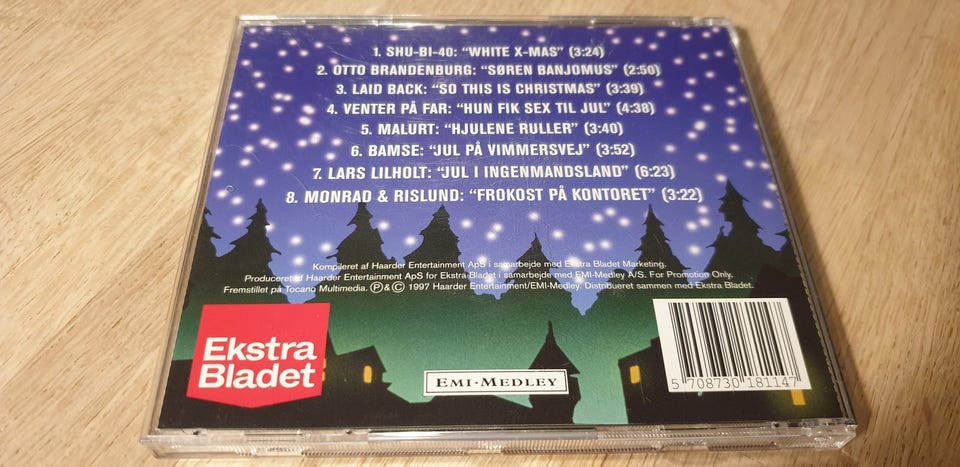 1. SHU-BI-40: “WHITE X-MAS” (3:24)
2. OTTO BRANDENBURG: “SØREN BANJOMUS” (2:50)
3. LAID BACK: “SO THIS IS CHRISTMAS” (3:39)
4. VENTER PÅ FAR: “HUN FIK SEX TIL JUL” (4:38)
5. MALURT: “HJULENE RULLER” (3:40)
6. BAMSE: “JUL PÅ VIMMERSVEJ” (3:52)
7. LARS LILHOLT: “JUL I INGENMANDSLAND” (6:23)
8. MONRAD & RISLUND: “FROKOST PÅ KONTORET” (3:22)
Kompileret af Haarder Entertainment ApS i samarbejde med Ekstra Bladet Marketing.
Produceret af Haarder Entertainment ApS for Ekstra-Bladet i samarbejde med EMI-Medley A/S. For Promotion Only.
Fremstillet på Tocano Multimedia. Ⓟ&© 1997 Haarder Entertainment/EMI-Medley. Distribueret sammen med Ekstra Bladet.
Ekstra
Bladet
EMI-MEDLEY
5 708730 181147